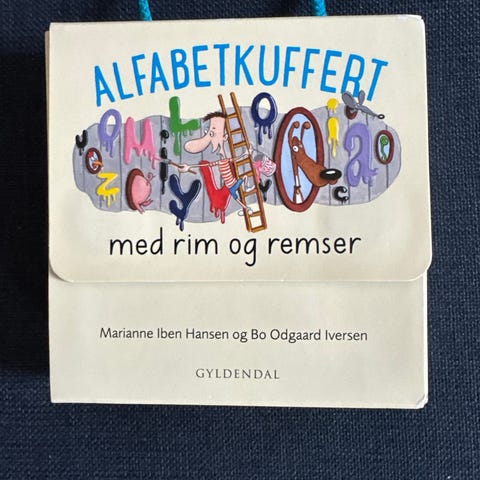 ALFABETKUFFERT
med rim og remser
Marianne Iben Hansen og Bo Odgaard Iversen
GYLDENDAL